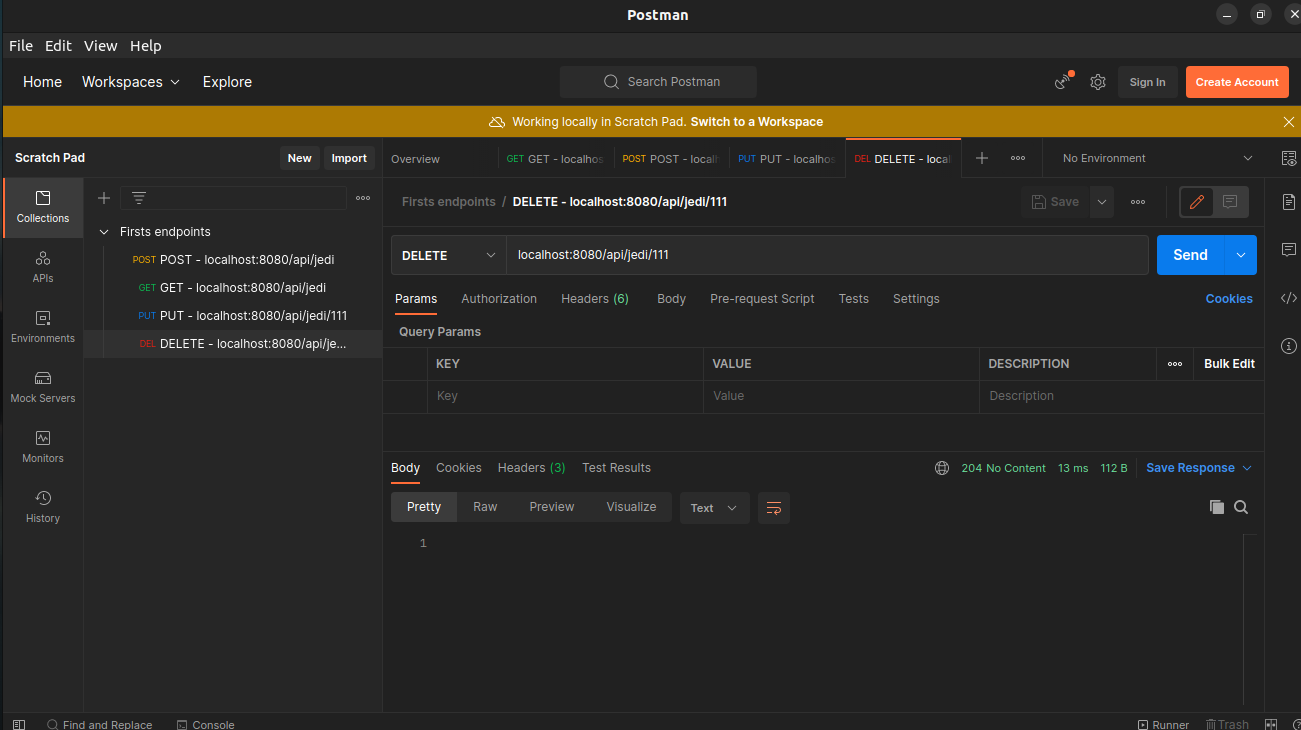 Postman
File Edit View Help
Home Workspaces Explore Search Postman Sign In Create Account
Working locally in Scratch Pad. Switch to a Workspace
Scratch Pad New Import Overview GET GET - localhos POST POST - localh PUT PUT - localhos DEL DELETE - local No Environment
Collections
APIs
Environments
Mock Servers
Monitors
History
Firsts endpoints
POST POST - localhost:8080/api/jedi
GET GET - localhost:8080/api/jedi
PUT PUT - localhost:8080/api/jedi/111
DEL DELETE - localhost:8080/api/je...
Firsts endpoints / DELETE - localhost:8080/api/jedi/111 Save
DELETE localhost:8080/api/jedi/111 Send
Params Authorization Headers (6) Body Pre-request Script Tests Settings Cookies
Query Params
KEY VALUE DESCRIPTION Bulk Edit
Key Value Description
Body Cookies Headers (3) Test Results 204 No Content 13 ms 112 B Save Response
Pretty Raw Preview Visualize Text
1
Find and Replace Console Runner Trash